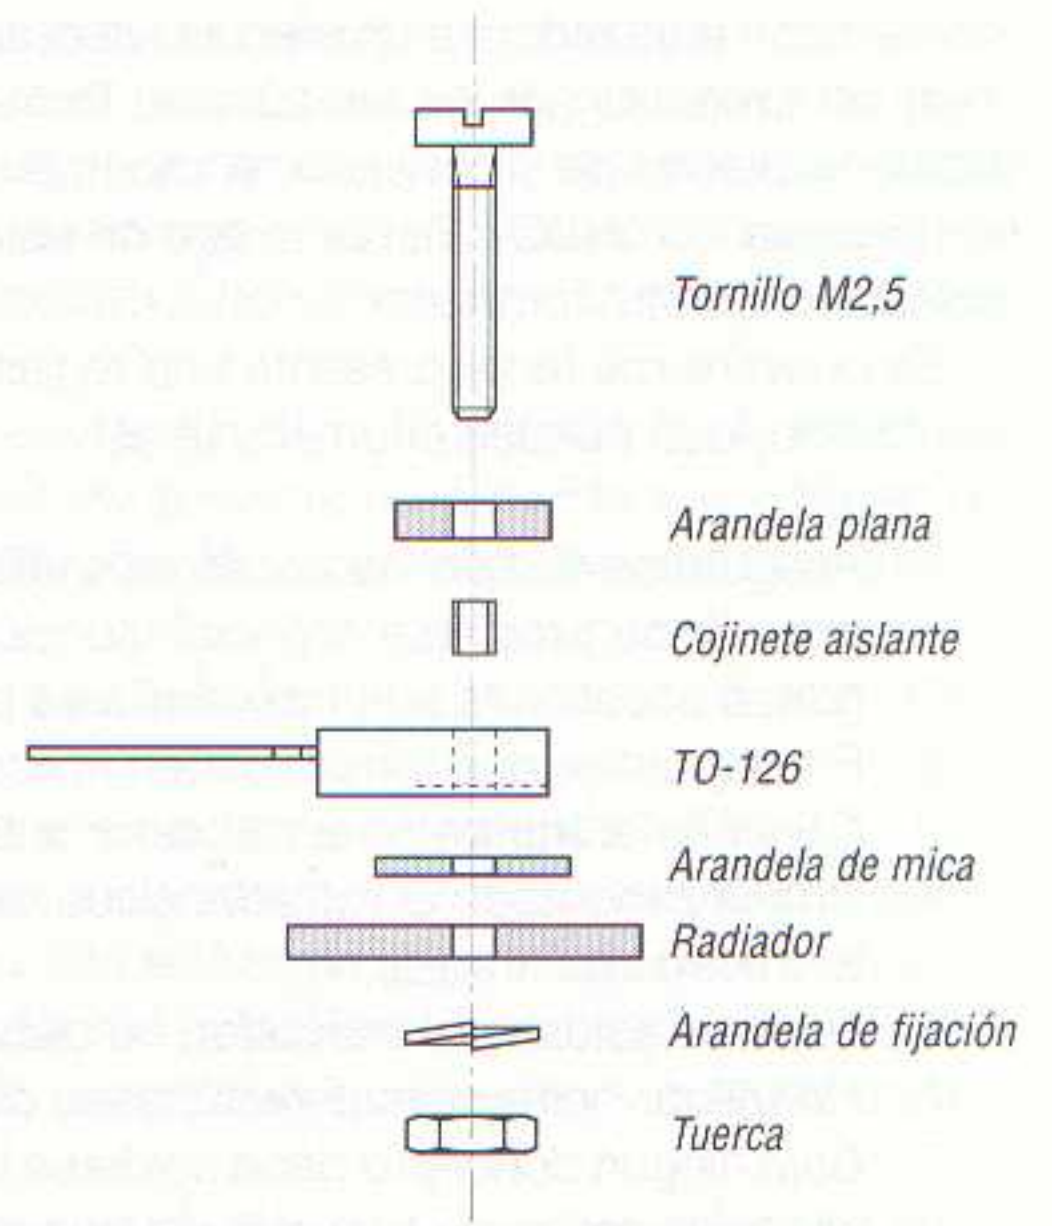 Tornillo M2,5
Arandela plana
Cojinete aislante
TO-126
Arandela de mica
Radiador
Arandela de fijación
Tuerca